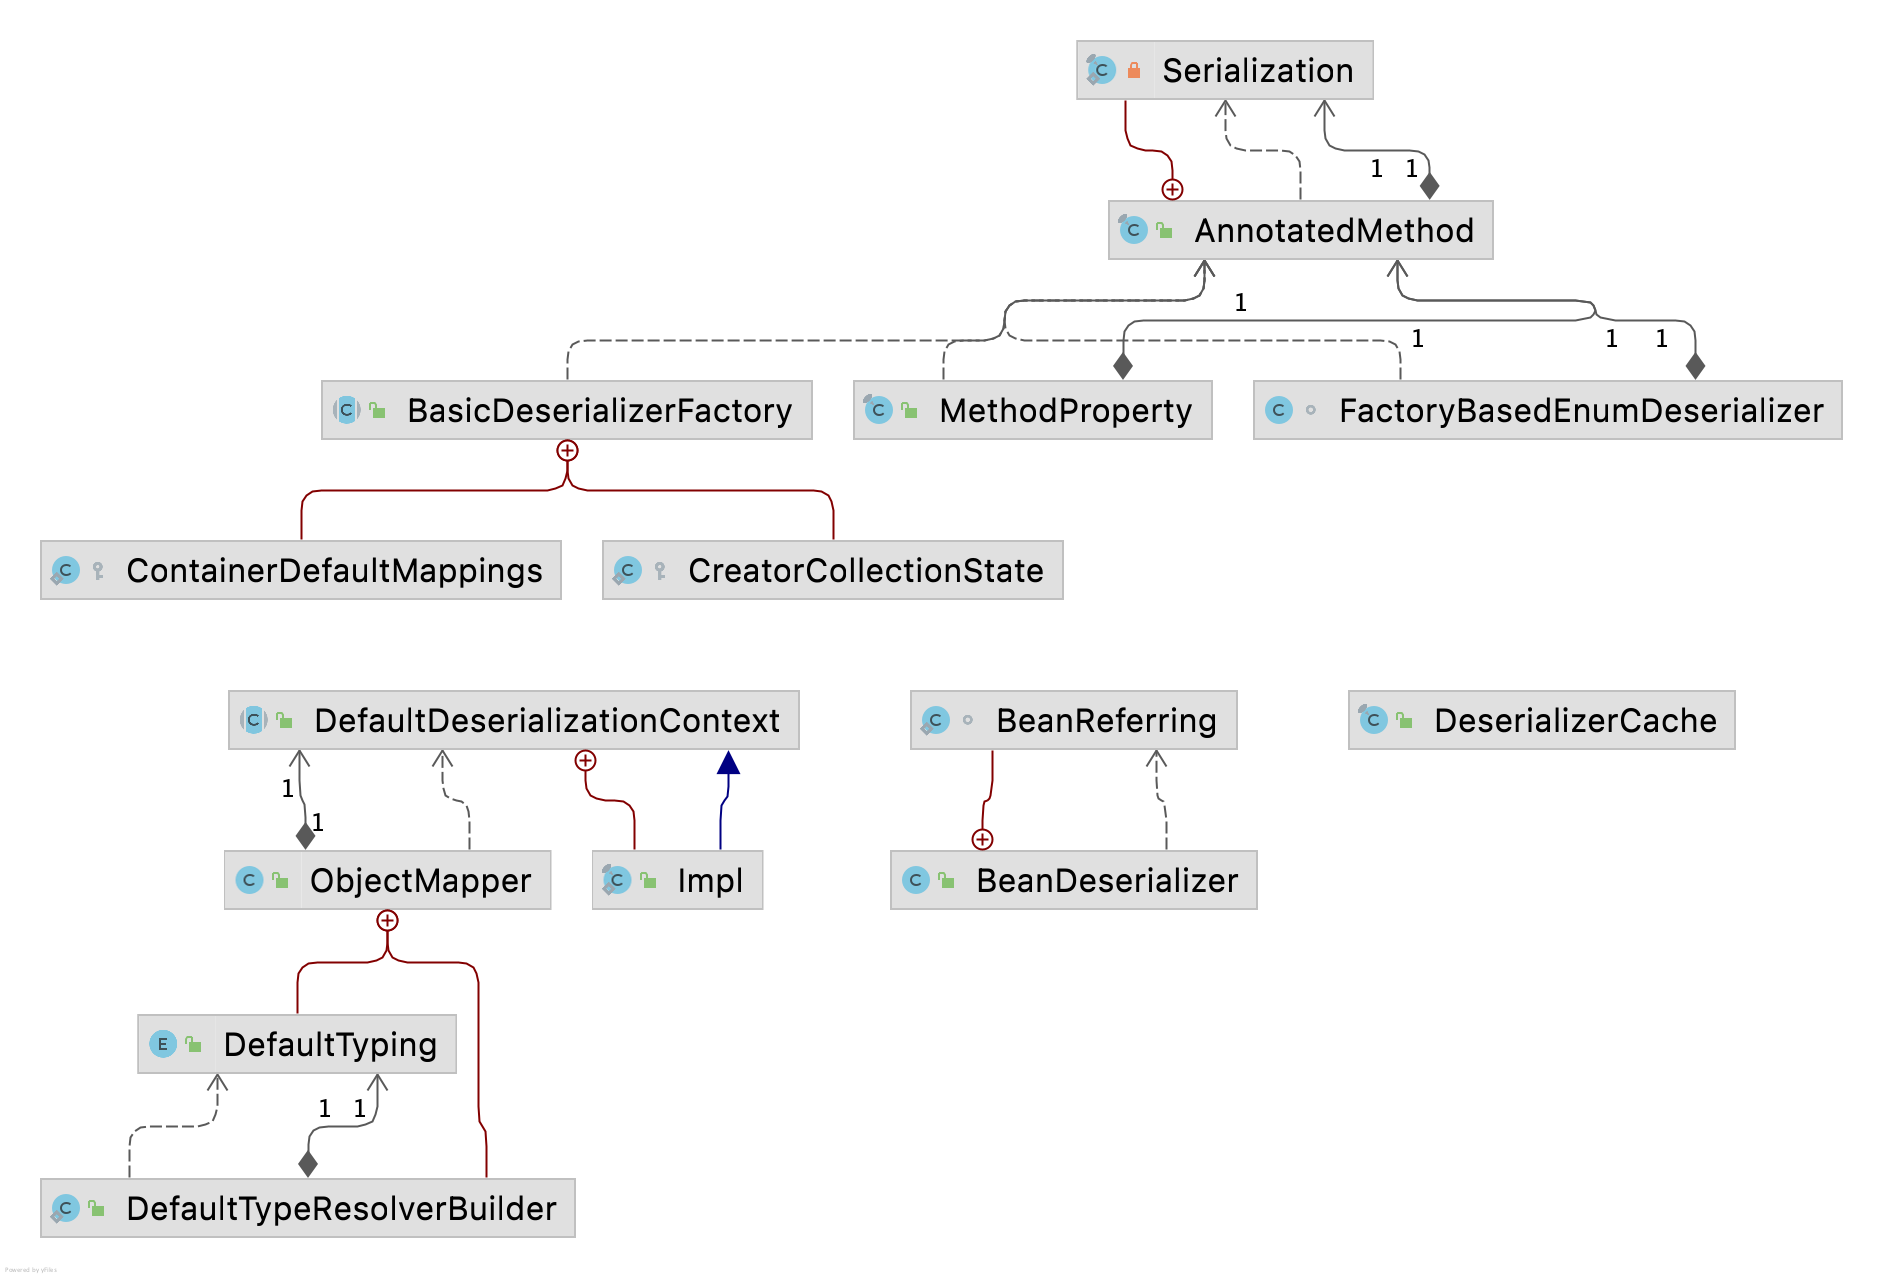 C Serialization
1 1
C AnnotatedMethod
1
1 1 1
C BasicDeserializerFactory
C MethodProperty
C FactoryBasedEnumDeserializer
C ContainerDefaultMappings
C CreatorCollectionState
C DefaultDeserializationContext
C BeanReferring
C DeserializerCache
1
1
C ObjectMapper
C Impl
C BeanDeserializer
E DefaultTyping
1 1
C DefaultTypeResolverBuilder
Powered by yFiles